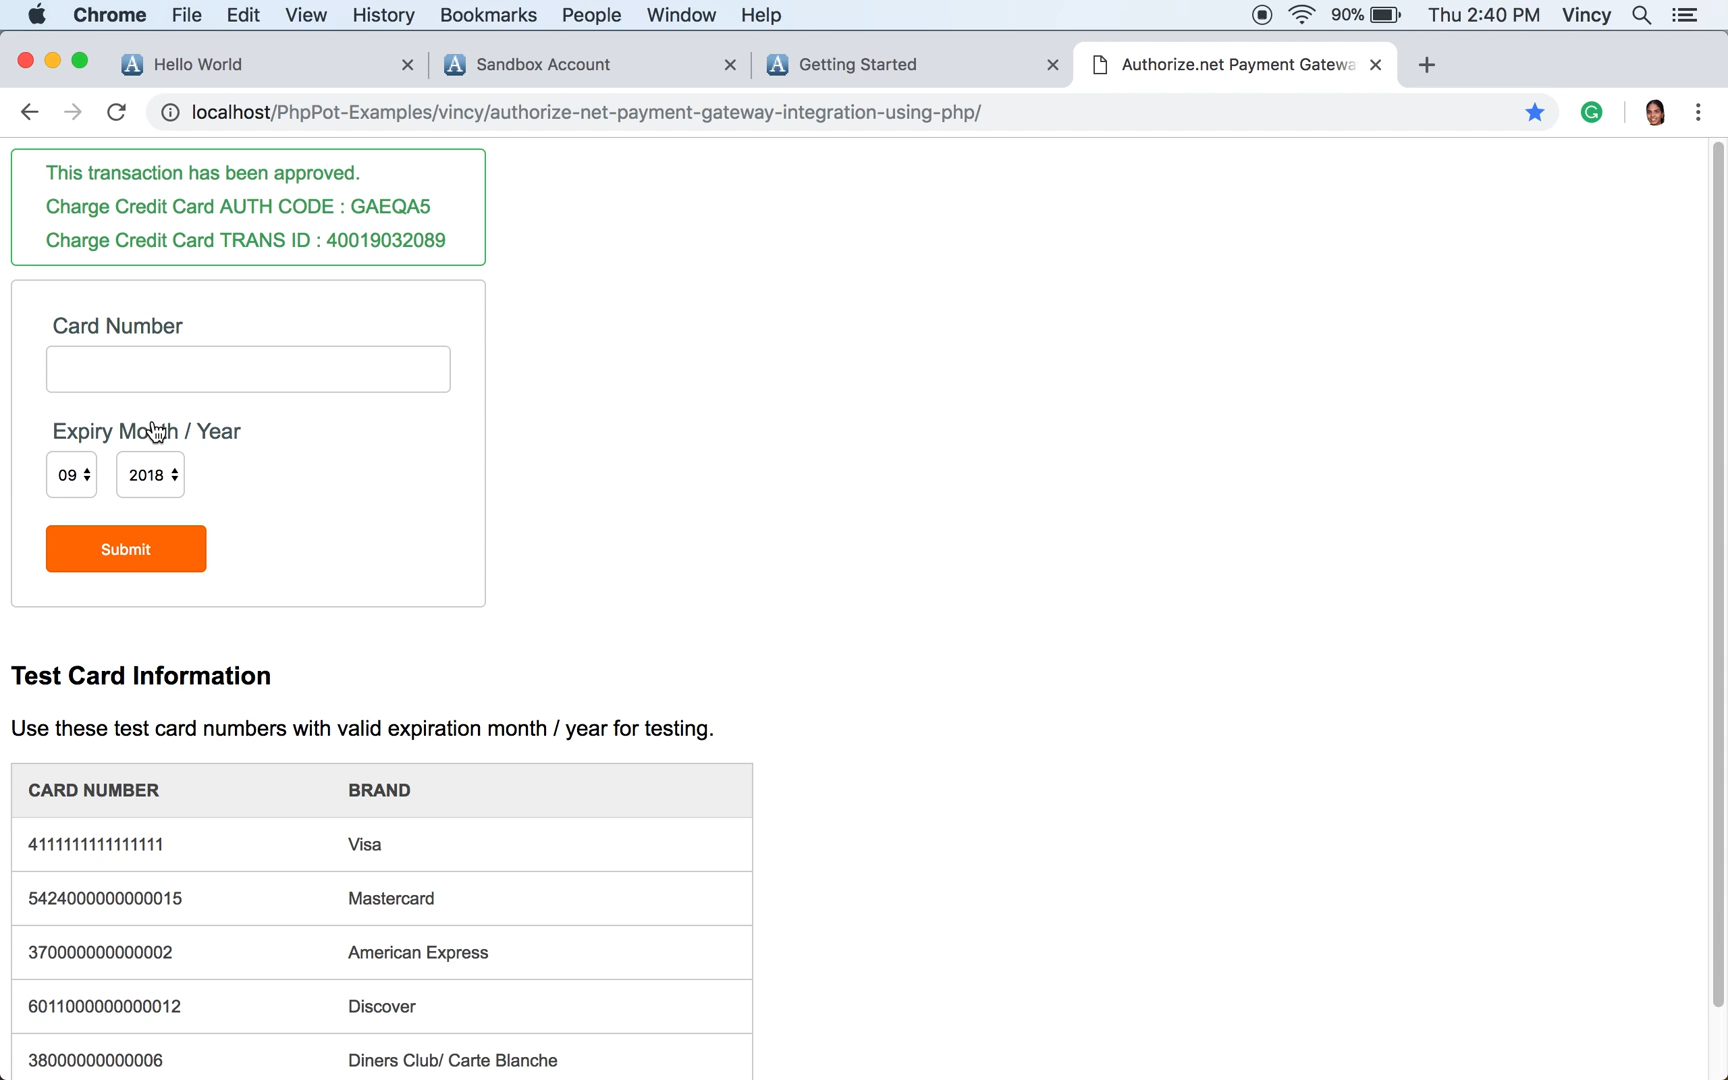 Chrome File Edit View History Bookmarks People Window Help 90% Thu 2:40 PM Vincy
Hello World Sandbox Account Getting Started Authorize.net Payment Gatewa
localhost/PhpPot-Examples/vincy/authorize-net-payment-gateway-integration-using-php/
This transaction has been approved.
Charge Credit Card AUTH CODE : GAEQA5
Charge Credit Card TRANS ID : 40019032089
Card Number
Expiry Month / Year
09 2018
Submit
Test Card Information
Use these test card numbers with valid expiration month / year for testing.
CARD NUMBER BRAND
4111111111111111 Visa
5424000000000015 Mastercard
370000000000002 American Express
6011000000000012 Discover
38000000000006 Diners Club/ Carte Blanche